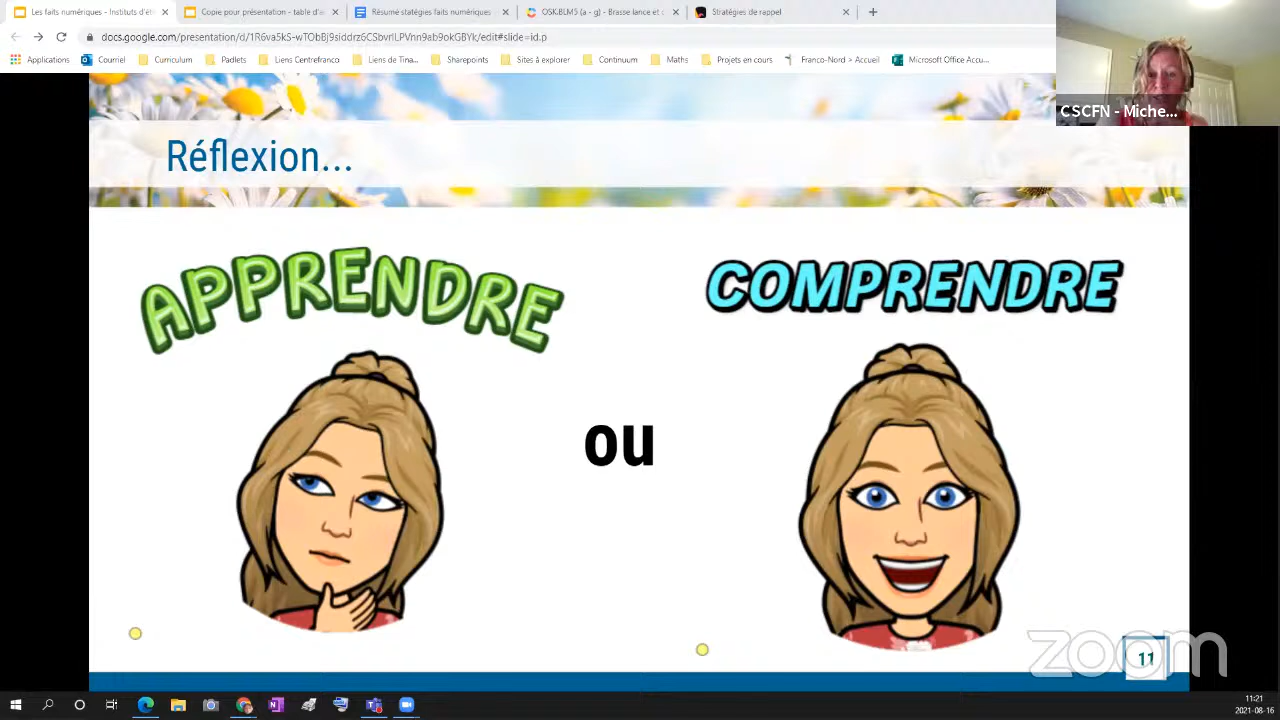 Les faits numériques - Instituts d'ét
Copie pour présentation - table d'a
Résumé statégies faits numériques
OSK.BLM5 (a - g) - Brasse lance et c
Stratégies de rappel
docs.google.com/presentation/d/1R6va5kS-wTObBj9siddrz6CSbvrlLPVnn9ab9okGBYk/edit#slide=id.p
Applications
Courriel
Curriculum
Padlets
Liens Centrefranco
Liens de Tina...
Sharepoints
Sites à explorer
Continuum
Maths
Projets en cours
Franco-Nord > Accueil
Microsoft Office Accu...
CSCFN - Miche...
Réflexion...
APPRENDRE
COMPRENDRE
ou
zoom
11
11:21
2021-08-16